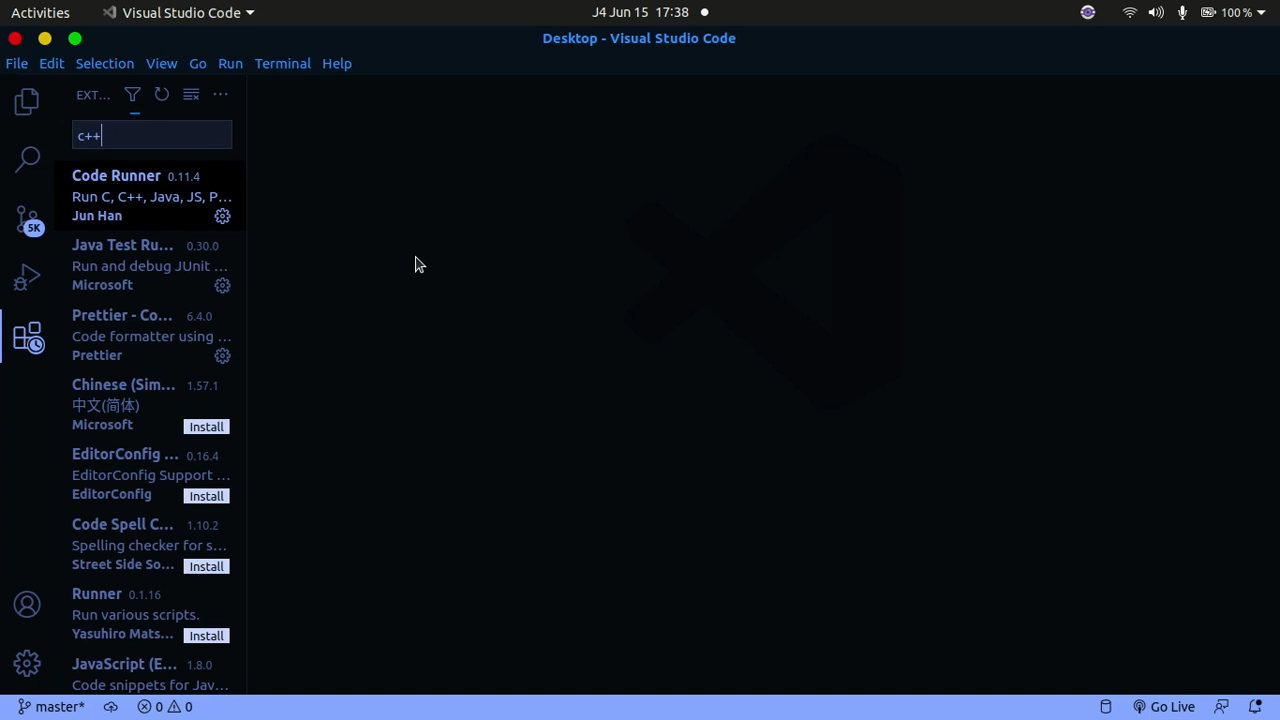 Activities
Visual Studio Code
J4 Jun 15 17:38
100 %
Desktop - Visual Studio Code
File Edit Selection View Go Run Terminal Help
EXT...
c++
5K
Code Runner 0.11.4
Run C, C++, Java, JS, P...
Jun Han
Java Test Ru... 0.30.0
Run and debug JUnit ...
Microsoft
Prettier - Co... 6.4.0
Code formatter using ...
Prettier
Chinese (Sim... 1.57.1
中文(简体)
Microsoft Install
EditorConfig ... 0.16.4
EditorConfig Support ...
EditorConfig Install
Code Spell C... 1.10.2
Spelling checker for s...
Street Side So... Install
Runner 0.1.16
Run various scripts.
Yasuhiro Mats... Install
JavaScript (E... 1.8.0
Code snippets for Jav...
master* 0 0 Go Live